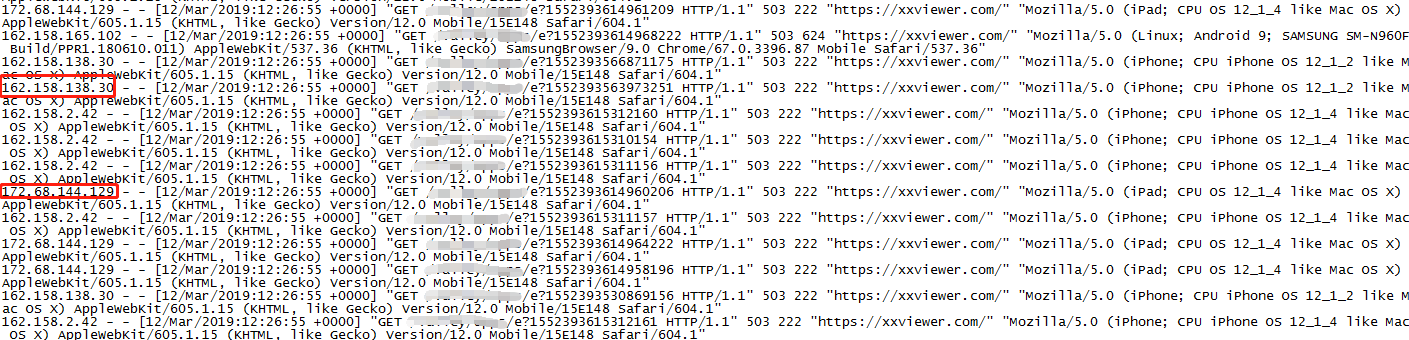 172.68.144.129 - - [12/Mar/2019:12:26:55 +0000] "GET /e?1552393614961209 HTTP/1.1" 503 222 "https://xxviewer.com/" "Mozilla/5.0 (iPad; CPU OS 12_1_4 like Mac OS X)
AppleWebKit/605.1.15 (KHTML, like Gecko) Version/12.0 Mobile/15E148 Safari/604.1"
162.158.165.102 - - [12/Mar/2019:12:26:55 +0000] "GET /e?1552393614968222 HTTP/1.1" 503 624 "https://xxviewer.com/" "Mozilla/5.0 (Linux; Android 9; SAMSUNG SM-N960F
Build/PPR1.180610.011) AppleWebKit/537.36 (KHTML, like Gecko) SamsungBrowser/9.0 Chrome/67.0.3396.87 Mobile Safari/537.36"
162.158.138.30 - - [12/Mar/2019:12:26:55 +0000] "GET /e?1552393566871175 HTTP/1.1" 503 222 "https://xxviewer.com/" "Mozilla/5.0 (iPhone; CPU iPhone OS 12_1_2 like M
ac OS X) AppleWebKit/605.1.15 (KHTML, like Gecko) Version/12.0 Mobile/15E148 Safari/604.1"
162.158.138.30 - - [12/Mar/2019:12:26:55 +0000] "GET /e?1552393563973251 HTTP/1.1" 503 222 "https://xxviewer.com/" "Mozilla/5.0 (iPhone; CPU iPhone OS 12_1_2 like M
ac OS X) AppleWebKit/605.1.15 (KHTML, like Gecko) Version/12.0 Mobile/15E148 Safari/604.1"
162.158.2.42 - - [12/Mar/2019:12:26:55 +0000] "GET /e?1552393615312160 HTTP/1.1" 503 222 "https://xxviewer.com/" "Mozilla/5.0 (iPhone; CPU iPhone OS 12_1_4 like Mac
OS X) AppleWebKit/605.1.15 (KHTML, like Gecko) Version/12.0 Mobile/15E148 Safari/604.1"
162.158.2.42 - - [12/Mar/2019:12:26:55 +0000] "GET /e?1552393615310154 HTTP/1.1" 503 222 "https://xxviewer.com/" "Mozilla/5.0 (iPhone; CPU iPhone OS 12_1_4 like Mac
OS X) AppleWebKit/605.1.15 (KHTML, like Gecko) Version/12.0 Mobile/15E148 Safari/604.1"
162.158.2.42 - - [12/Mar/2019:12:26:55 +0000] "GET /e?1552393615311156 HTTP/1.1" 503 222 "https://xxviewer.com/" "Mozilla/5.0 (iPhone; CPU iPhone OS 12_1_4 like Mac
OS X) AppleWebKit/605.1.15 (KHTML, like Gecko) Version/12.0 Mobile/15E148 Safari/604.1"
172.68.144.129 - - [12/Mar/2019:12:26:55 +0000] "GET /e?1552393614960206 HTTP/1.1" 503 222 "https://xxviewer.com/" "Mozilla/5.0 (iPad; CPU OS 12_1_4 like Mac OS X)
AppleWebKit/605.1.15 (KHTML, like Gecko) Version/12.0 Mobile/15E148 Safari/604.1"
162.158.2.42 - - [12/Mar/2019:12:26:55 +0000] "GET /e?1552393615311157 HTTP/1.1" 503 222 "https://xxviewer.com/" "Mozilla/5.0 (iPhone; CPU iPhone OS 12_1_4 like Mac
OS X) AppleWebKit/605.1.15 (KHTML, like Gecko) Version/12.0 Mobile/15E148 Safari/604.1"
172.68.144.129 - - [12/Mar/2019:12:26:55 +0000] "GET /e?1552393614964222 HTTP/1.1" 503 222 "https://xxviewer.com/" "Mozilla/5.0 (iPad; CPU OS 12_1_4 like Mac OS X)
AppleWebKit/605.1.15 (KHTML, like Gecko) Version/12.0 Mobile/15E148 Safari/604.1"
172.68.144.129 - - [12/Mar/2019:12:26:55 +0000] "GET /e?1552393614958196 HTTP/1.1" 503 222 "https://xxviewer.com/" "Mozilla/5.0 (iPad; CPU OS 12_1_4 like Mac OS X)
AppleWebKit/605.1.15 (KHTML, like Gecko) Version/12.0 Mobile/15E148 Safari/604.1"
162.158.138.30 - - [12/Mar/2019:12:26:55 +0000] "GET /e?1552393530869156 HTTP/1.1" 503 222 "https://xxviewer.com/" "Mozilla/5.0 (iPhone; CPU iPhone OS 12_1_2 like M
ac OS X) AppleWebKit/605.1.15 (KHTML, like Gecko) Version/12.0 Mobile/15E148 Safari/604.1"
162.158.2.42 - - [12/Mar/2019:12:26:55 +0000] "GET /e?1552393615312161 HTTP/1.1" 503 222 "https://xxviewer.com/" "Mozilla/5.0 (iPhone; CPU iPhone OS 12_1_4 like Mac
OS X) AppleWebKit/605.1.15 (KHTML, like Gecko) Version/12.0 Mobile/15E148 Safari/604.1"